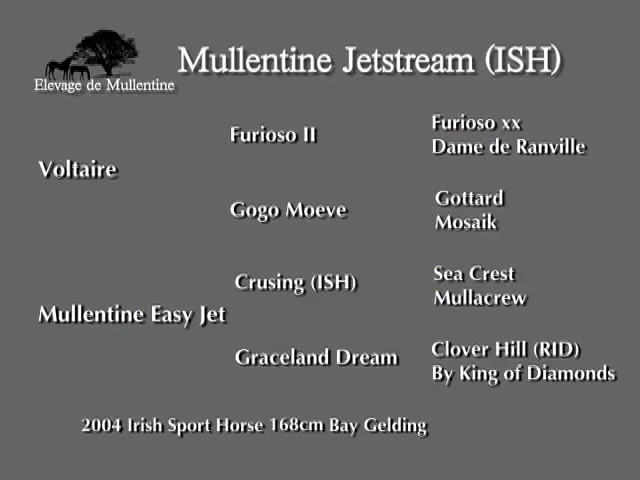 Mullentine Jetstream (ISH)
Elevage de Mullentine
Furioso xx
Furioso II
Dame de Ranville
Voltaire
Gottard
Gogo Moeve
Mosaik
Sea Crest
Crusing (ISH)
Mullacrew
Mullentine Easy Jet
Clover Hill (RID)
Graceland Dream
By King of Diamonds
2004 Irish Sport Horse 168cm Bay Gelding